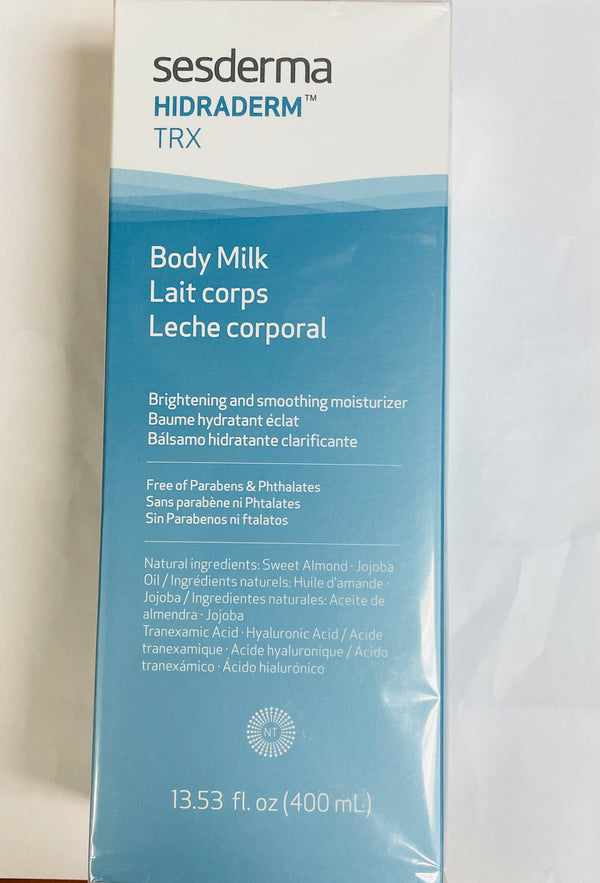 sesderma
HIDRADERM™
TRX
Body Milk
Lait corps
Leche corporal
Brightening and smoothing moisturizer
Baume hydratant éclat
Bálsamo hidratante clarificante
Free of Parabens & Phthalates
Sans parabène ni Phtalates
Sin Parabenos ni ftalatos
Natural ingredients: Sweet Almond · Jojoba
Oil / Ingrédients naturels: Huile d'amande ·
Jojoba / Ingredientes naturales: Aceite de
almendra · Jojoba
Tranexamic Acid · Hyaluronic Acid / Acide
tranexamique · Acide hyaluronique / Ácido
tranexámico · Ácido hialurónico
NT
13.53 fl. oz (400 mL)